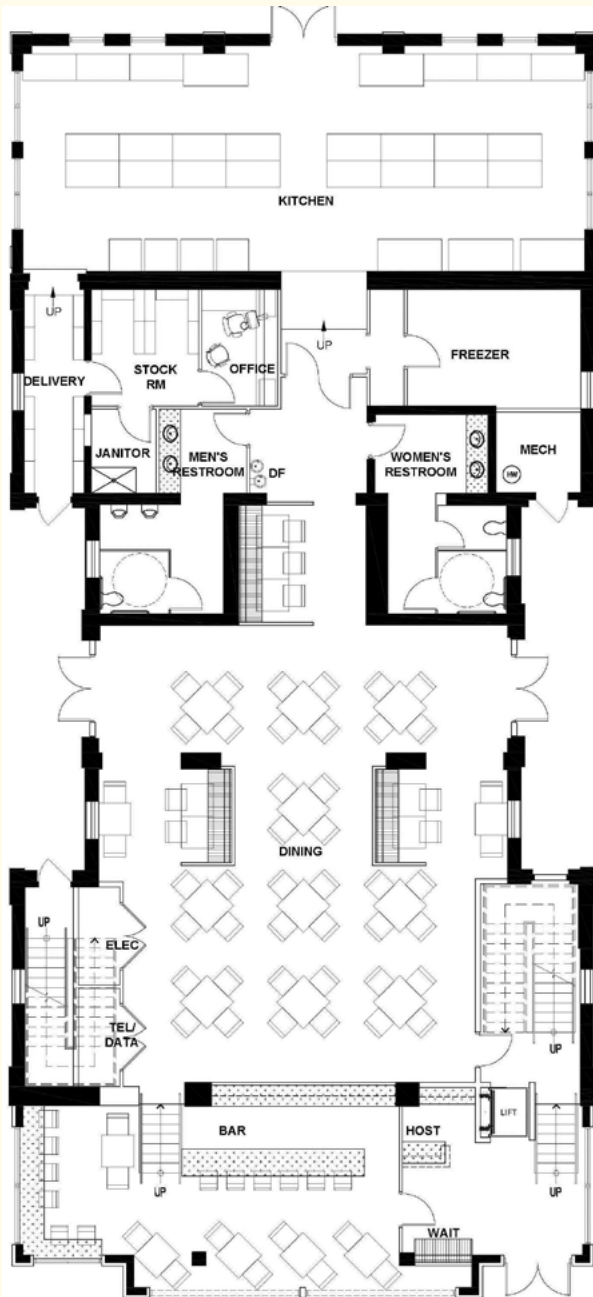 KITCHEN
UP
UP
STOCK
RM
OFFICE
FREEZER
DELIVERY
JANITOR
MEN'S
RESTROOM
DF
WOMEN'S
RESTROOM
MECH
HW
DINING
UP
ELEC
TEL/
DATA
UP
BAR
HOST
LIFT
UP
UP
WAIT